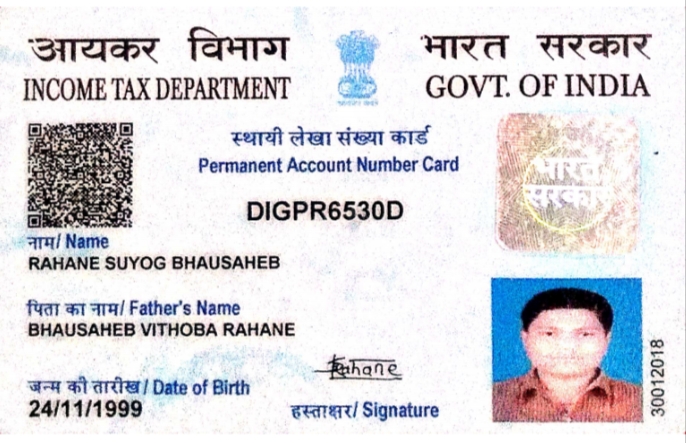 आयकर विभाग
INCOME TAX DEPARTMENT
भारत सरकार
GOVT. OF INDIA
स्थायी लेखा संख्या कार्ड
Permanent Account Number Card
DIGPR6530D
भारत
सरकार
नाम/ Name
RAHANE SUYOG BHAUSAHEB
पिता का नाम/ Father's Name
BHAUSAHEB VITHOBA RAHANE
जन्म की तारीख/ Date of Birth
24/11/1999
Rahane
हस्ताक्षर/ Signature
30012018